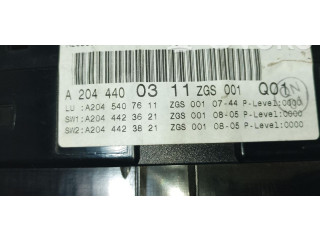 A 204 440 03 11 ZGS 001 Q01
LU :A204 540 76 11 ZGS 001 07-44 P-Level:0000
SW1:A204 442 36 21 ZGS 001 08-05 P-Level:0000
SW2:A204 442 38 21 ZGS 001 08-05 P-Level:0000